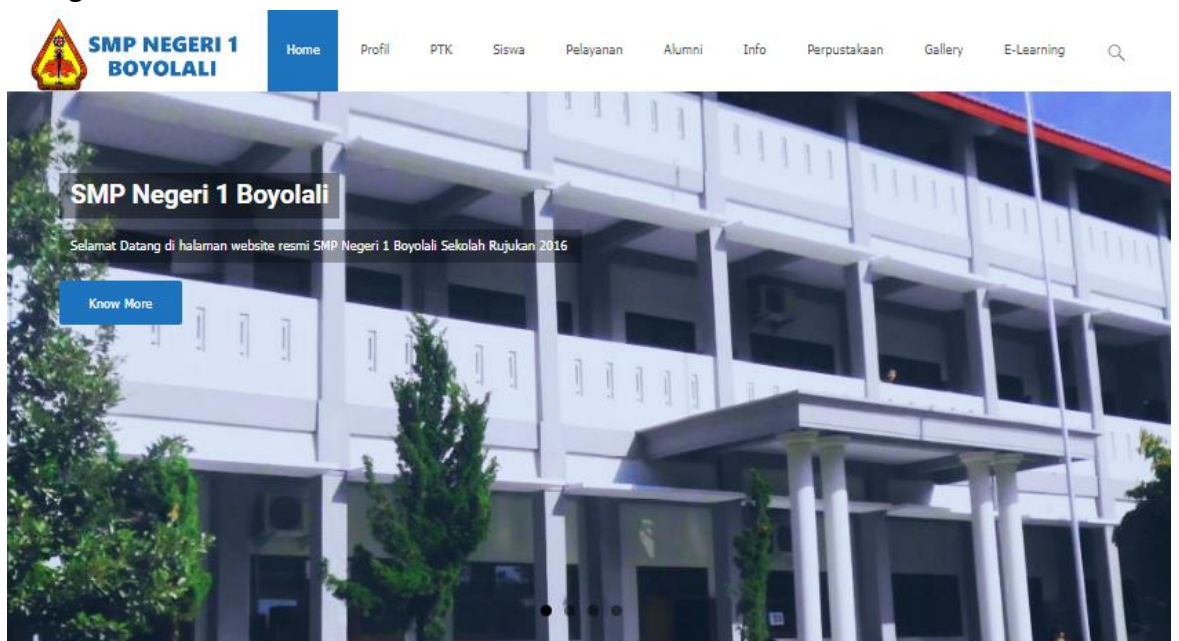 SMP NEGERI 1
BOYOLALI
Home Profil PTK Siswa Pelayanan Alumni Info Perpustakaan Gallery E-Learning
SMP Negeri 1 Boyolali
Selamat Datang di halaman website resmi SMP Negeri 1 Boyolali Sekolah Rujukan 2016
Know More